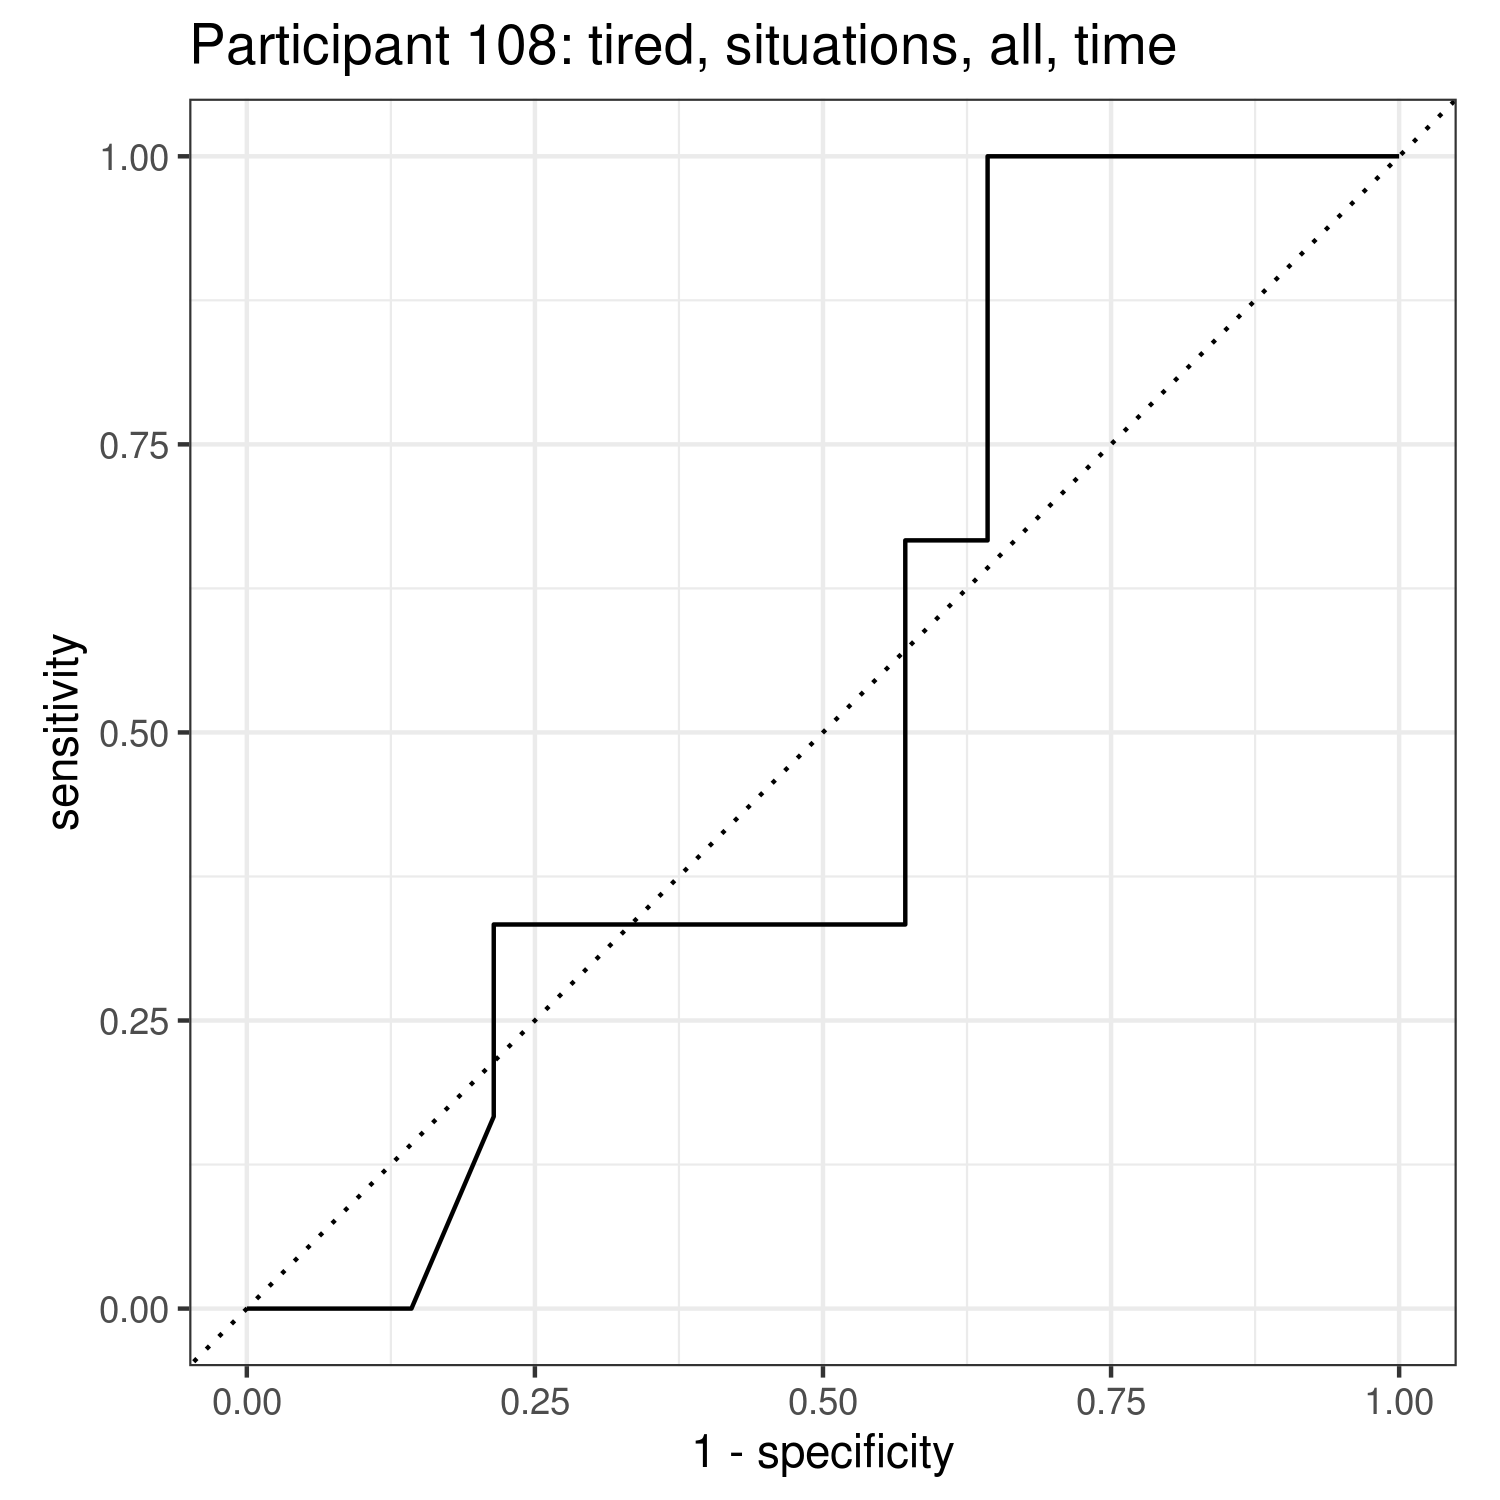 Participant 108: tired, situations, all, time
1.00
0.75
0.50
0.25
0.00
sensitivity
0.00 0.25 0.50 0.75 1.00
1 - specificity